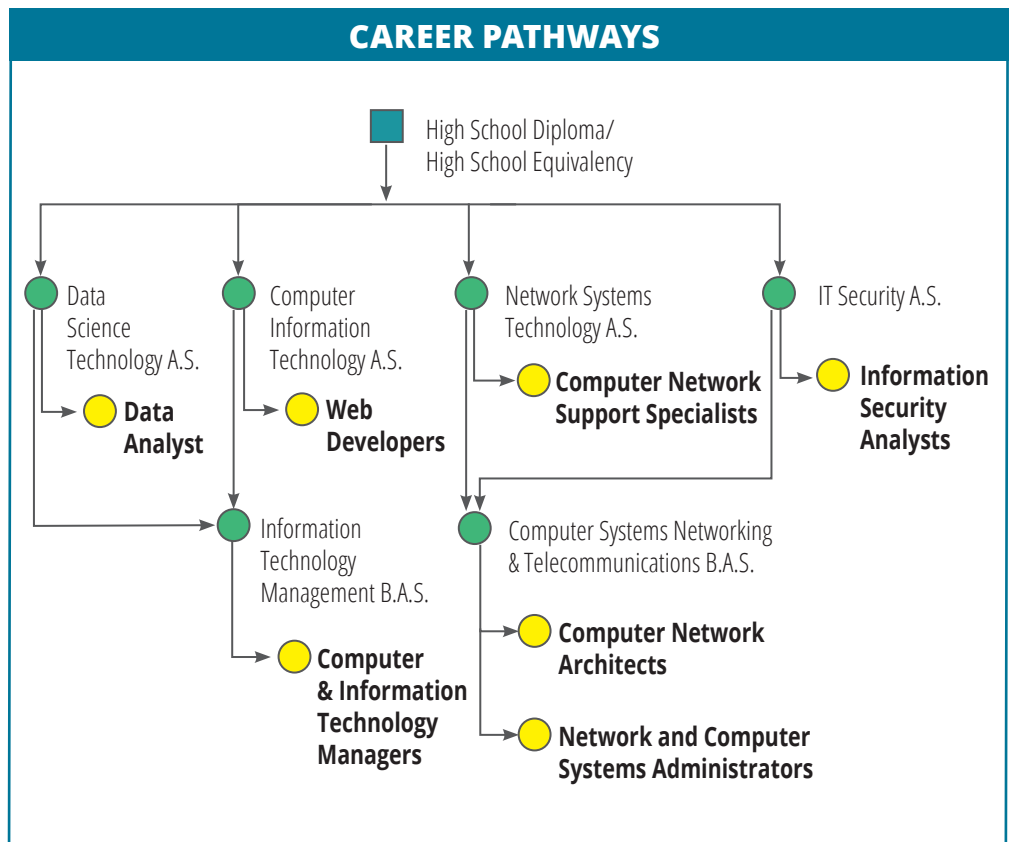 CAREER PATHWAYS
High School Diploma/
High School Equivalency
Data
Science
Technology A.S.
Computer
Information
Technology A.S.
Network Systems
Technology A.S.
IT Security A.S.
Data
Analyst
Web
Developers
Computer Network
Support Specialists
Information
Security
Analysts
Information
Technology
Management B.A.S.
Computer Systems Networking
& Telecommunications B.A.S.
Computer
& Information
Technology
Managers
Computer Network
Architects
Network and Computer
Systems Administrators